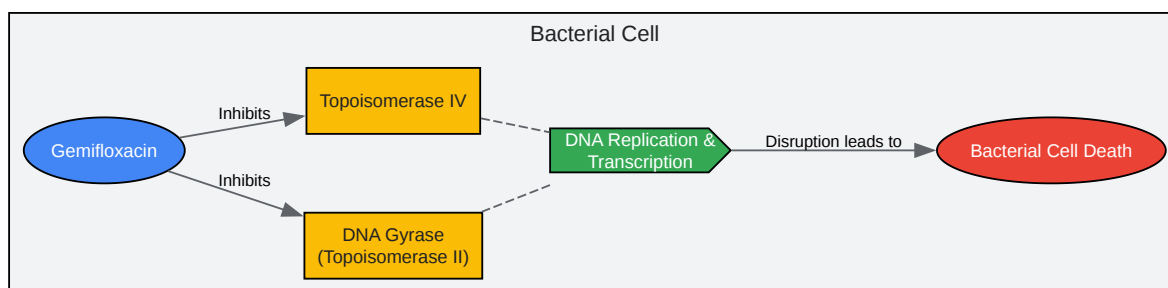 Bacterial Cell
Gemifloxacin
Inhibits
Inhibits
Topoisomerase IV
DNA Gyrase
(Topoisomerase II)
DNA Replication &
Transcription
Disruption leads to
Bacterial Cell Death